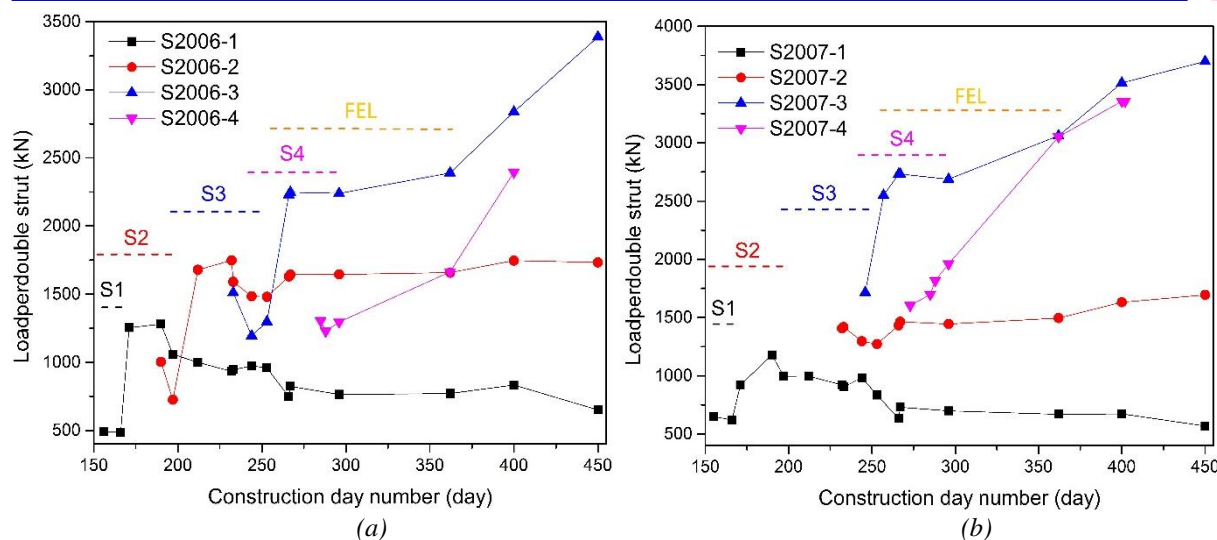 3500
3000
2500
2000
1500
1000
500
Loadperdouble strut (kN)
S2006-1
S2006-2
S2006-3
S2006-4
FEL
S4
S3
S2
S1
150 200 250 300 350 400 450
Construction day number (day)
(a)
4000
3500
3000
2500
2000
1500
1000
500
Loadperdouble strut (kN)
S2007-1
S2007-2
S2007-3
S2007-4
FEL
S4
S3
S2
S1
150 200 250 300 350 400 450
Construction day number (day)
(b)